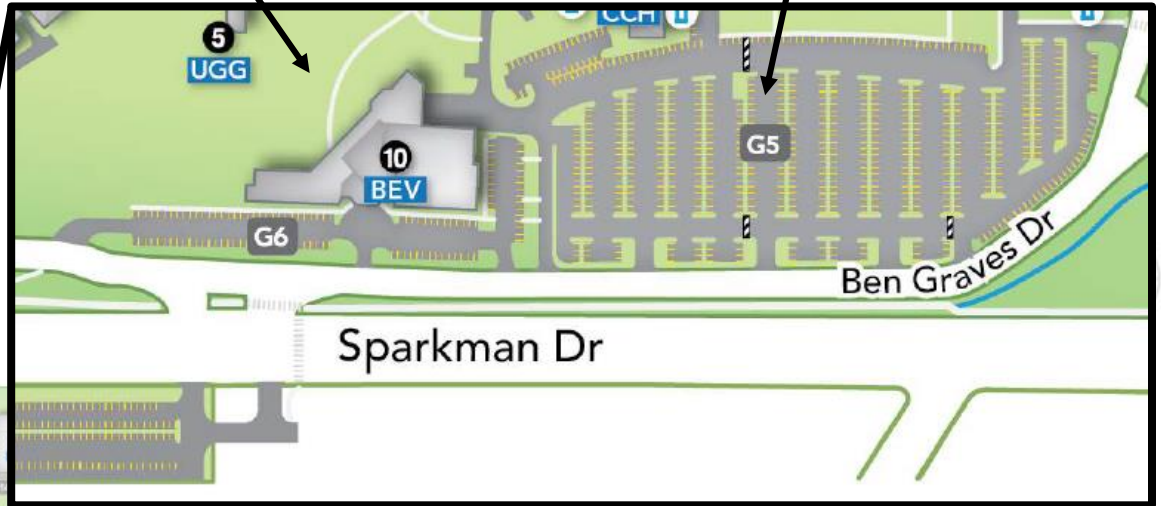 CCH
5
UGG
G5
10
BEV
G6
Ben Graves Dr
Sparkman Dr